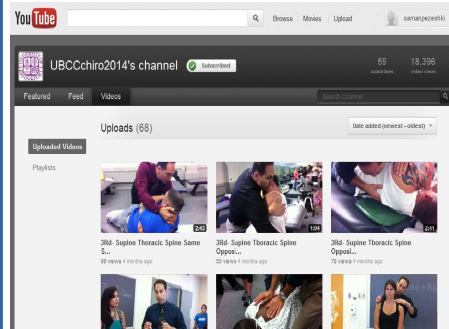 YouTube Browse Movies Upload samanpezeshki
UBCCchiro2014's channel Subscribed
59 subscribers 18,396 video views
Featured Feed Videos Search Channel
Uploads (68) Date added (newest - oldest)
Uploaded Videos
Playlists
2:43 1:04 2:41
3Rd- Supine Thoracic Spine Same S...
99 views 4 months ago
3Rd- Supine Thoracic Spine Opposi...
55 views 4 months ago
3Rd- Supine Thoracic Spine Opposi...
78 views 4 months ago